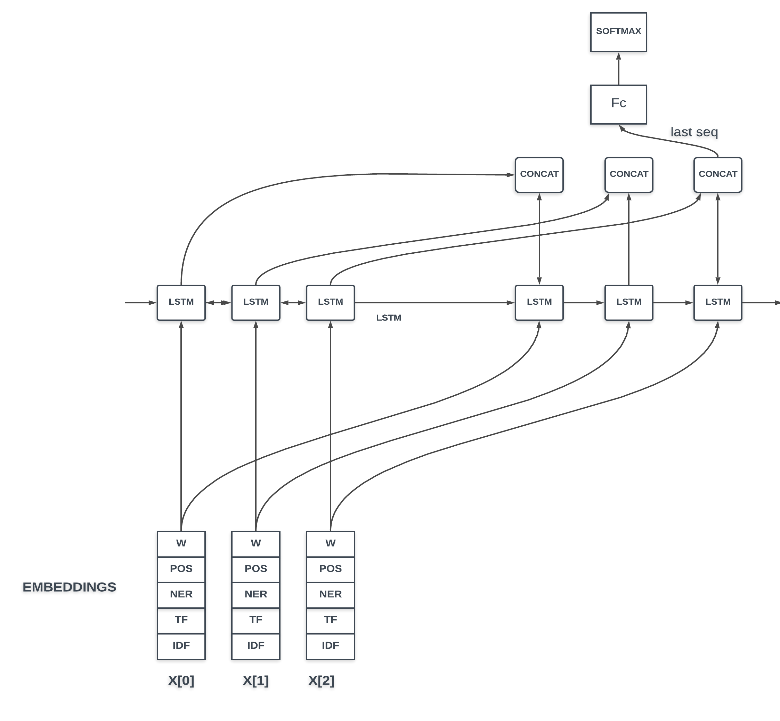 SOFTMAX
Fc
last seq
CONCAT CONCAT CONCAT
LSTM LSTM LSTM LSTM LSTM LSTM
LSTM
W W W
POS POS POS
NER NER NER
EMBEDDINGS
TF TF TF
IDF IDF IDF
X[0] X[1] X[2]